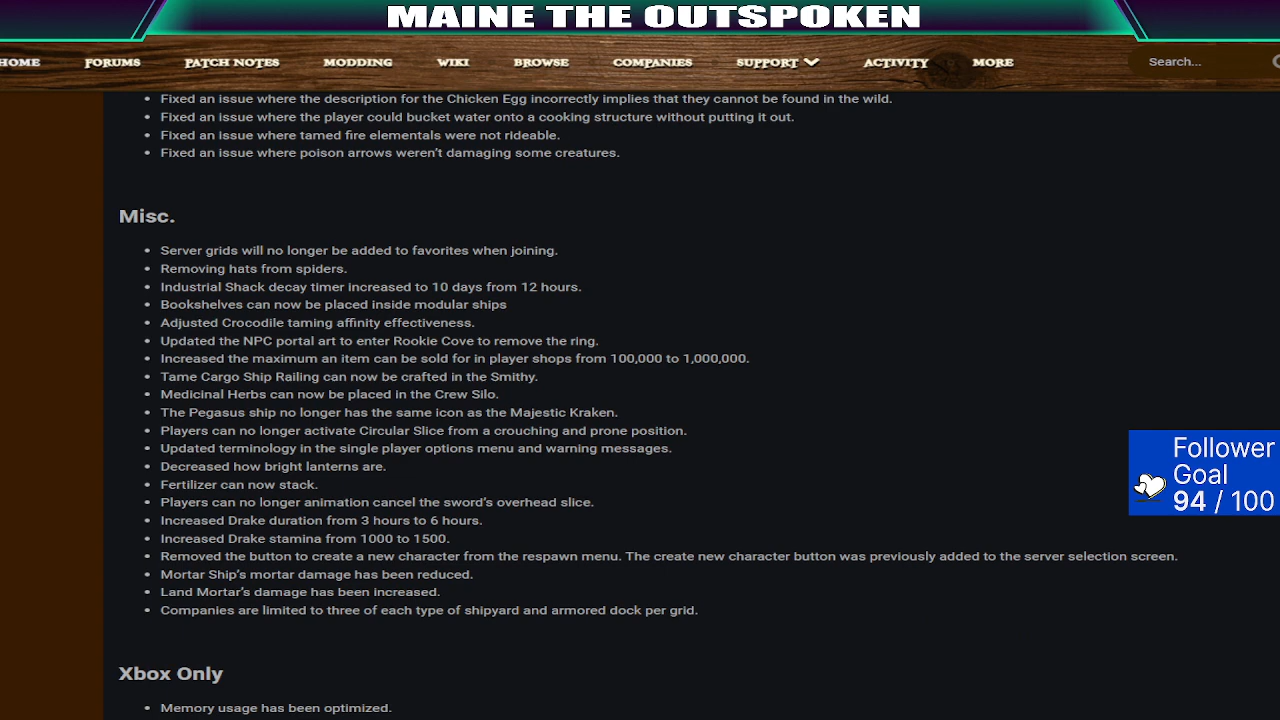 MAINE THE OUTSPOKEN
HOME FORUMS PATCH NOTES MODDING WIKI BROWSE COMPANIES SUPPORT ACTIVITY MORE Search...
• Fixed an issue where the description for the Chicken Egg incorrectly implies that they cannot be found in the wild.
• Fixed an issue where the player could bucket water onto a cooking structure without putting it out.
• Fixed an issue where tamed fire elementals were not rideable.
• Fixed an issue where poison arrows weren't damaging some creatures.
Misc.
• Server grids will no longer be added to favorites when joining.
• Removing hats from spiders.
• Industrial Shack decay timer increased to 10 days from 12 hours.
• Bookshelves can now be placed inside modular ships
• Adjusted Crocodile taming affinity effectiveness.
• Updated the NPC portal art to enter Rookie Cove to remove the ring.
• Increased the maximum an item can be sold for in player shops from 100,000 to 1,000,000.
• Tame Cargo Ship Railing can now be crafted in the Smithy.
• Medicinal Herbs can now be placed in the Crew Silo.
• The Pegasus ship no longer has the same icon as the Majestic Kraken.
• Players can no longer activate Circular Slice from a crouching and prone position.
• Updated terminology in the single player options menu and warning messages.
• Decreased how bright lanterns are.
• Fertilizer can now stack.
• Players can no longer animation cancel the sword's overhead slice.
• Increased Drake duration from 3 hours to 6 hours.
• Increased Drake stamina from 1000 to 1500.
• Removed the button to create a new character from the respawn menu. The create new character button was previously added to the server selection screen.
• Mortar Ship's mortar damage has been reduced.
• Land Mortar's damage has been increased.
• Companies are limited to three of each type of shipyard and armored dock per grid.
Xbox Only
• Memory usage has been optimized.
Follower
Goal
94 / 100